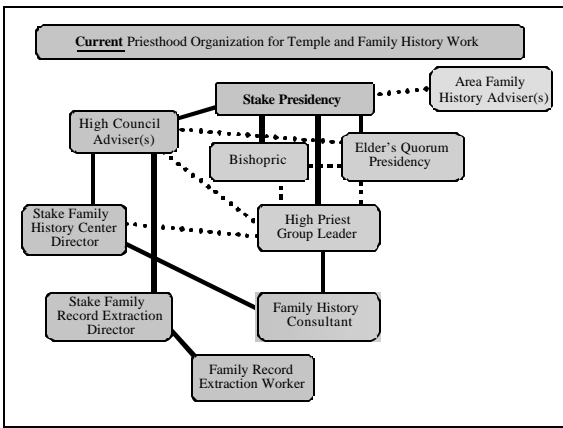 Current Priesthood Organization for Temple and Family History Work
Stake Presidency
Area Family
History Adviser(s)
High Council
Adviser(s)
Bishopric
Elder's Quorum
Presidency
Stake Family
History Center
Director
High Priest
Group Leader
Stake Family
Record Extraction
Director
Family History
Consultant
Family Record
Extraction Worker